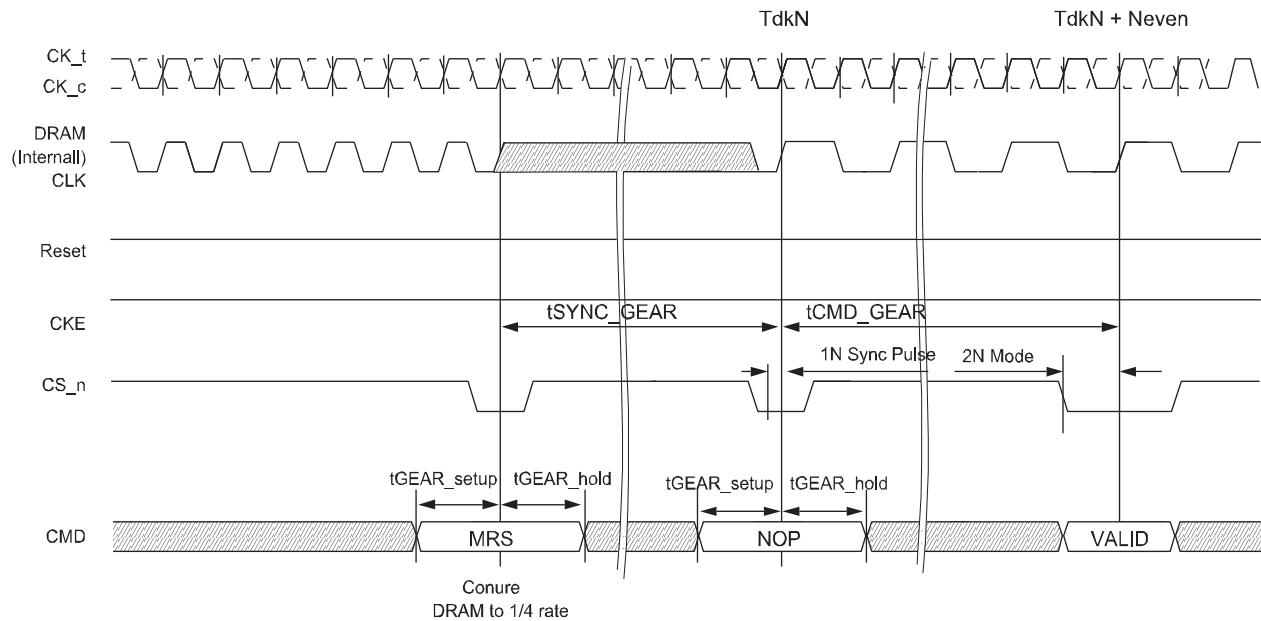 TdkN
TdkN + Neven
CK_t
CK_c
DRAM
(Internall)
CLK
Reset
CKE
tSYNC_GEAR
tCMD_GEAR
1N Sync Pulse
2N Mode
CS_n
tGEAR_setup
tGEAR_hold
tGEAR_setup
tGEAR_hold
CMD
MRS
NOP
VALID
Conure
DRAM to 1/4 rate